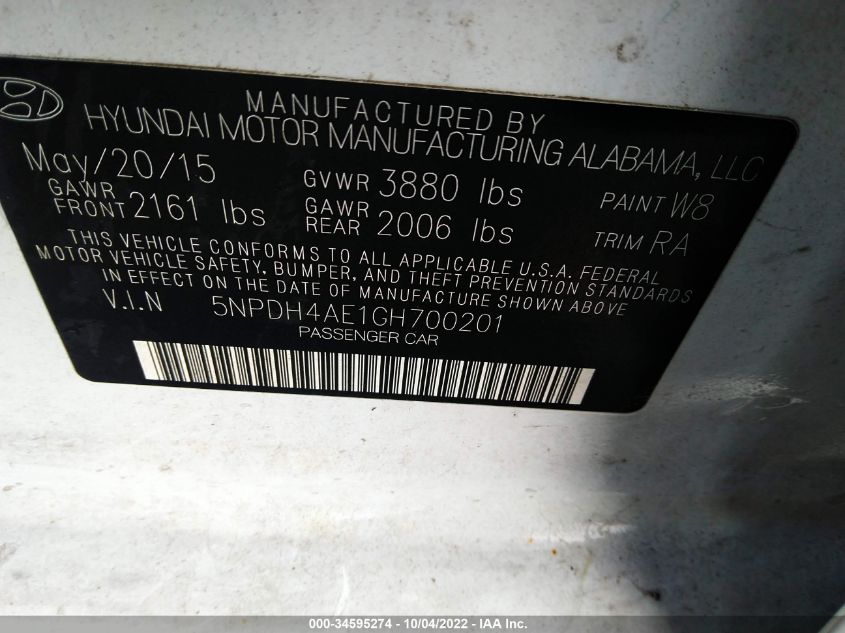 MANUFACTURED BY
HYUNDAI MOTOR MANUFACTURING ALABAMA, LLC
May/20/15 GVWR 3880 lbs PAINT W8
GAWR FRONT 2161 lbs GAWR REAR 2006 lbs TRIM RA
THIS VEHICLE CONFORMS TO ALL APPLICABLE U.S.A. FEDERAL
MOTOR VEHICLE SAFETY, BUMPER, AND THEFT PREVENTION STANDARDS
IN EFFECT ON THE DATE OF MANUFACTURE SHOWN ABOVE
V.I.N 5NPDH4AE1GH700201
PASSENGER CAR
000-34595274 - 10/04/2022 - IAA Inc.